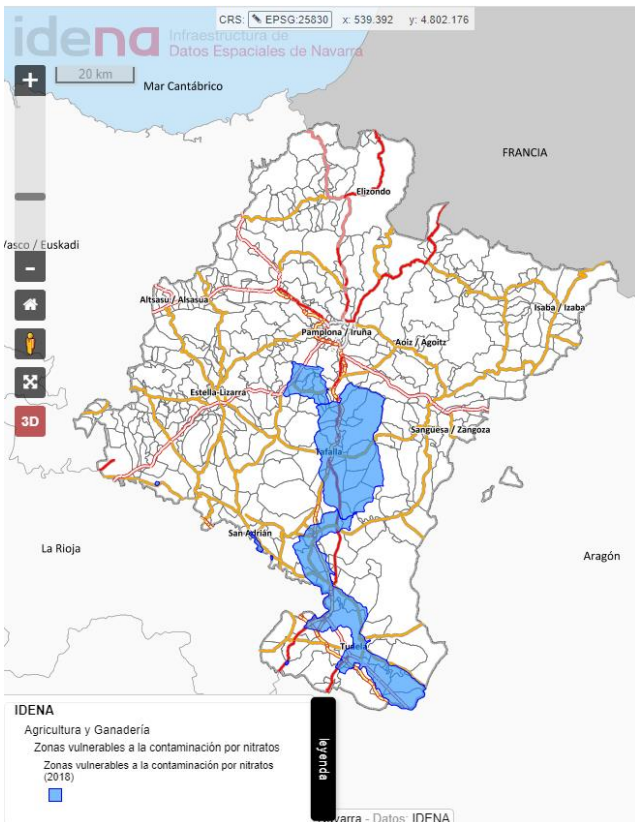 CRS: EPSG:25830 x: 539.392 y: 4.802.176
idena Infraestructura de
Datos Espaciales de Navarra
20 km
Mar Cantábrico
FRANCIA
Elizondo
Vasco / Euskadi
Altsasu / Alsasua
Isaba / Izaba
Pamplona / Iruña
Aoiz / Agoitz
Estella-Lizarra
3D
Sangüesa / Zangoza
Tafalla
San Adrián
La Rioja
Aragón
Tudela
IDENA
Agricultura y Ganadería
Zonas vulnerables a la contaminación por nitratos
Zonas vulnerables a la contaminación por nitratos
(2018)
leyenda
Navarra - Datos: IDENA